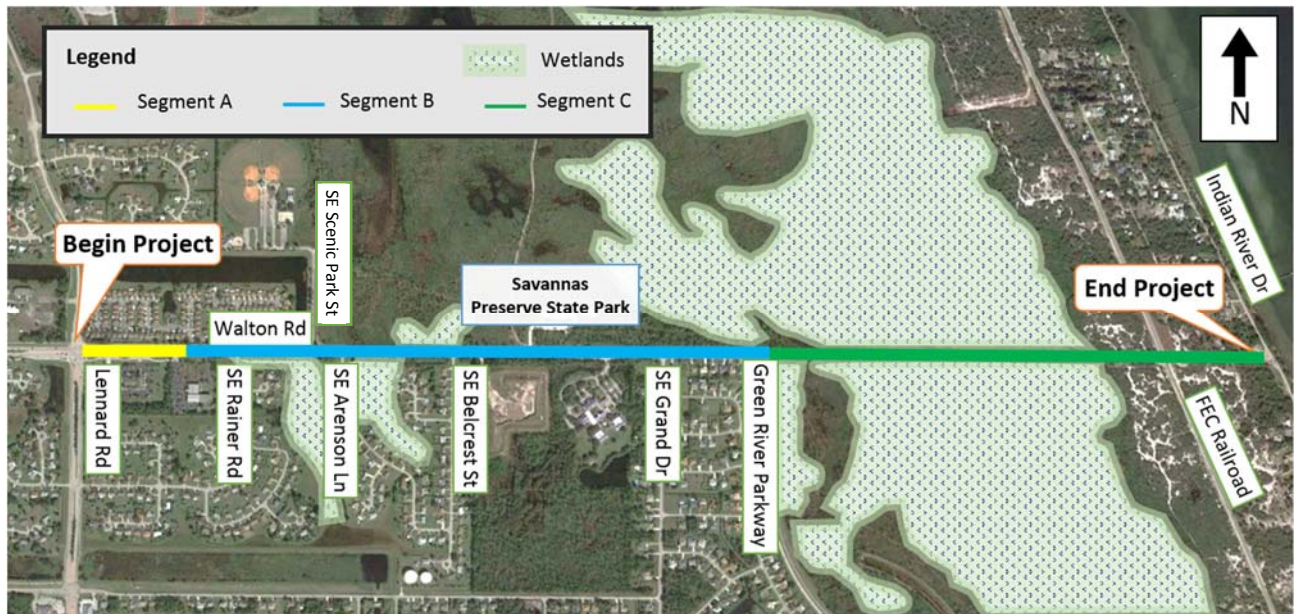 Legend
Wetlands
Segment A
Segment B
Segment C
N
Begin Project
SE Scenic Park St
Savannas
Preserve State Park
Indian River Dr
End Project
Walton Rd
Lennard Rd
SE Rainer Rd
SE Arenson Ln
SE Belcrest St
SE Grand Dr
Green River Parkway
FEC Railroad